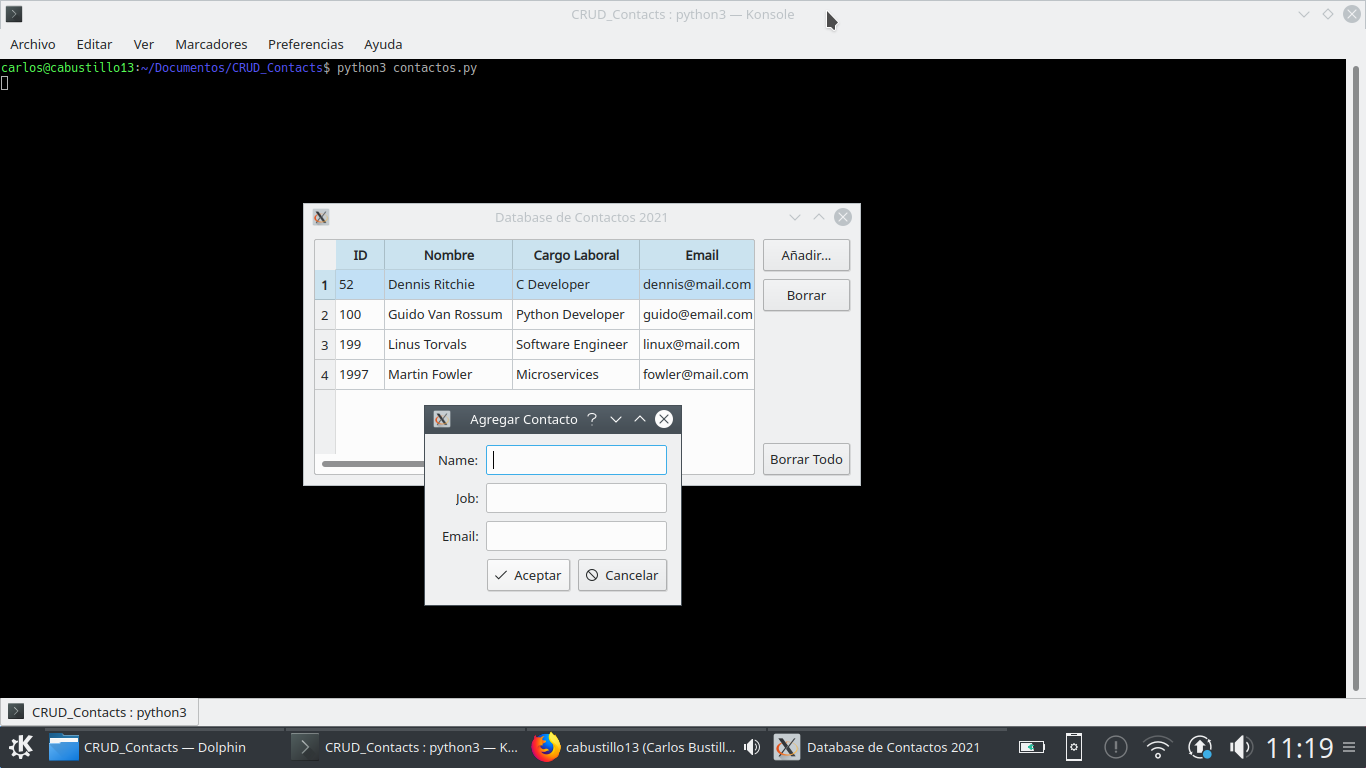 CRUD_Contacts : python3 — Konsole
Archivo Editar Ver Marcadores Preferencias Ayuda
carlos@cabustillo13:~/Documentos/CRUD_Contacts$ python3 contactos.py
Database de Contactos 2021
ID Nombre Cargo Laboral Email
1 52 Dennis Ritchie C Developer dennis@mail.com
2 100 Guido Van Rossum Python Developer guido@email.com
3 199 Linus Torvals Software Engineer linux@mail.com
4 1997 Martin Fowler Microservices fowler@mail.com
Añadir...
Borrar
Borrar Todo
Agregar Contacto ?
Name:
Job:
Email:
Aceptar Cancelar
CRUD_Contacts : python3
CRUD_Contacts — Dolphin CRUD_Contacts : python3 — K... cabustillo13 (Carlos Bustill... Database de Contactos 2021 11:19